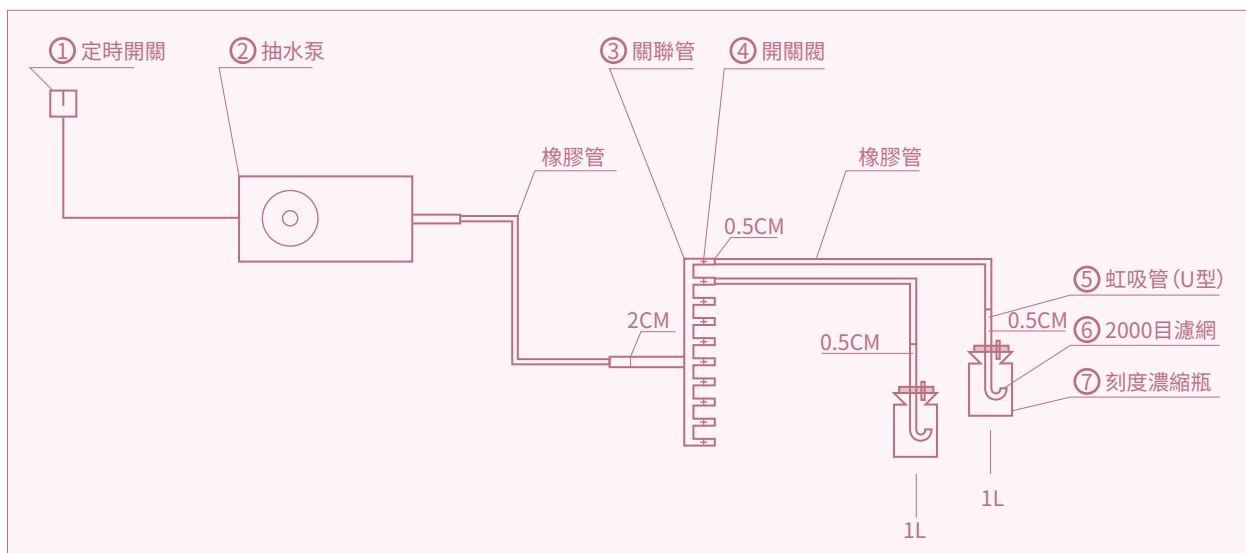 ① 定時開關
② 抽水泵
③ 關聯管
④ 開關閥
橡膠管
橡膠管
0.5CM
⑤ 虹吸管(U型)
2CM
0.5CM
⑥ 2000目濾網
0.5CM
⑦ 刻度濃縮瓶
1L
1L